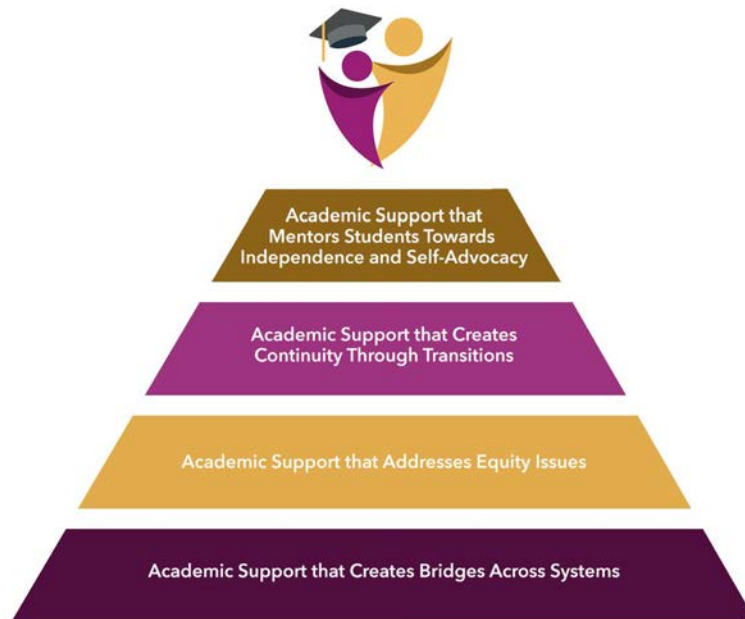 Academic Support that
Mentors Students Towards
Independence and Self-Advocacy
Academic Support that Creates
Continuity Through Transitions
Academic Support that Addresses Equity Issues
Academic Support that Creates Bridges Across Systems